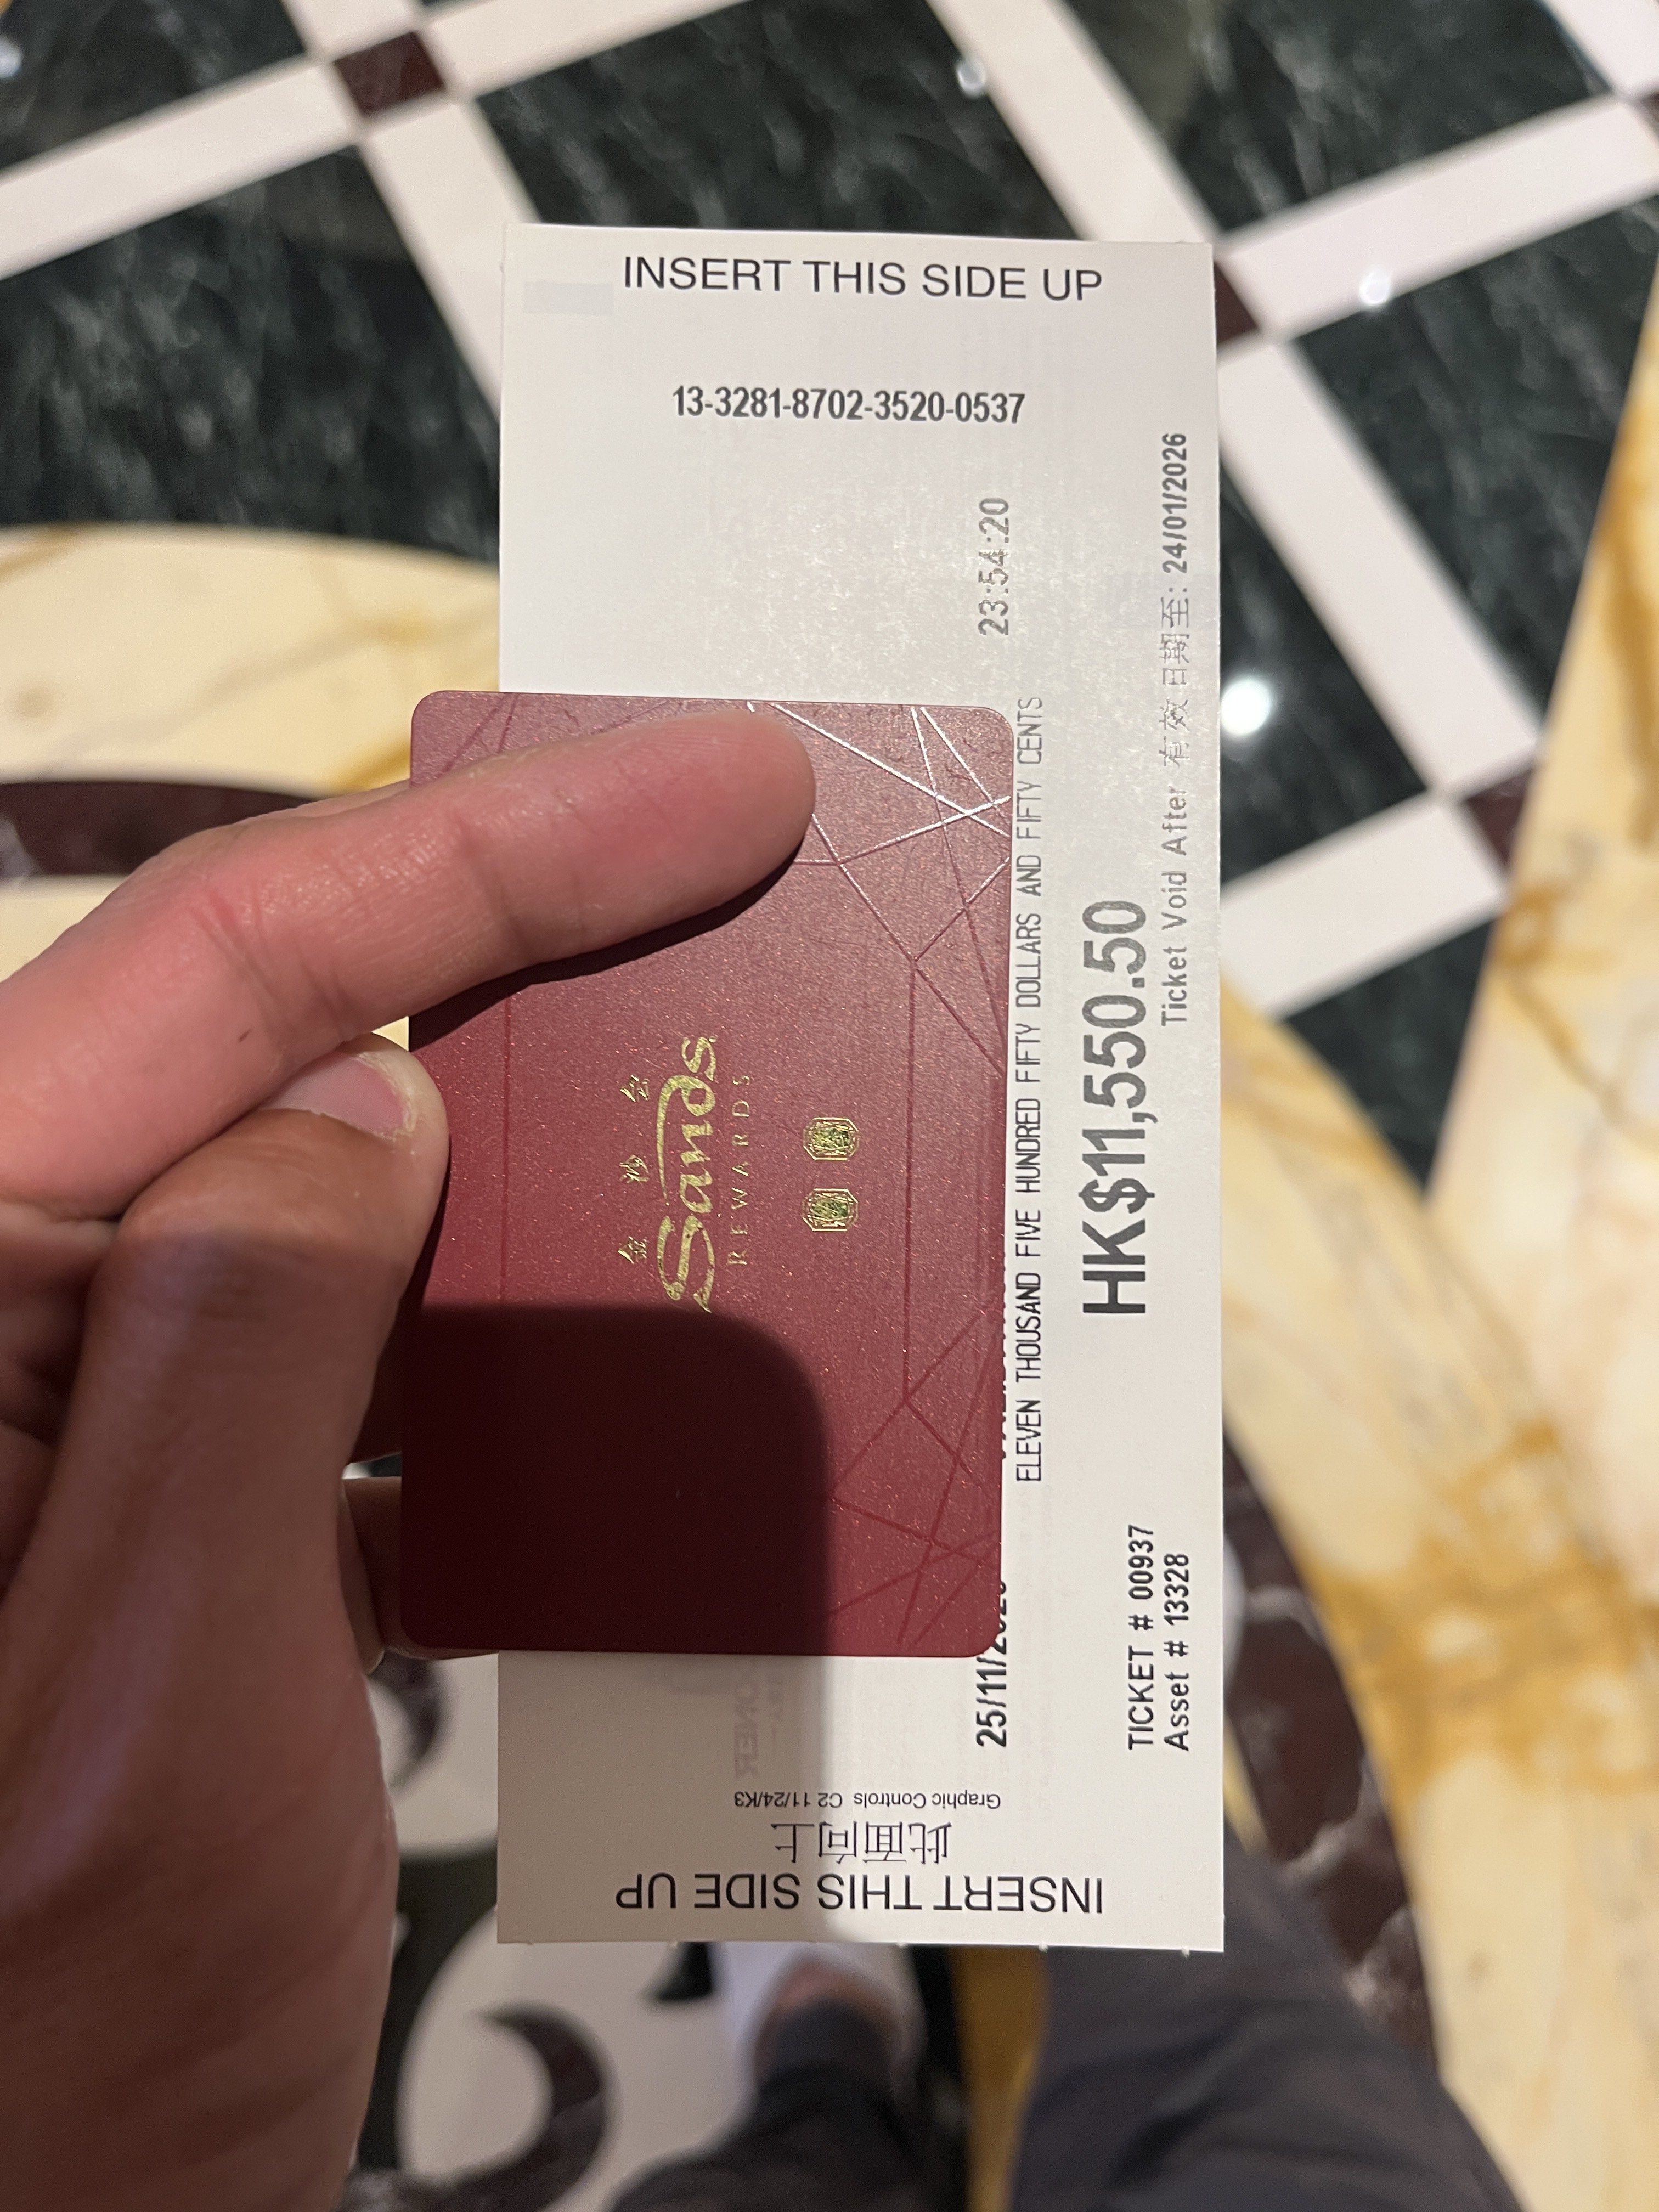 INSERT THIS SIDE UP
13-3281-8702-3520-0537
25/11/
23:54:20
ELEVEN THOUSAND FIVE HUNDRED FIFTY DOLLARS AND FIFTY CENTS
HK$11,550.50
Ticket Void After 有效日期至: 24/01/2026
TICKET # 00937
Asset # 13328
金沙会
Sands
REWARDS
Graphic Controls C2 11/24/K3
此面向上
INSERT THIS SIDE UP